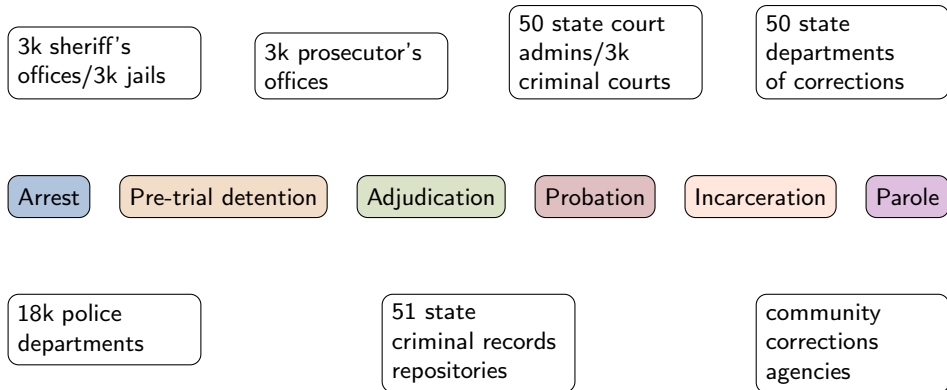 3k sheriff's
offices/3k jails
3k prosecutor's
offices
50 state court
admins/3k
criminal courts
50 state
departments
of corrections
Arrest
Pre-trial detention
Adjudication
Probation
Incarceration
Parole
18k police
departments
51 state
criminal records
repositories
community
corrections
agencies